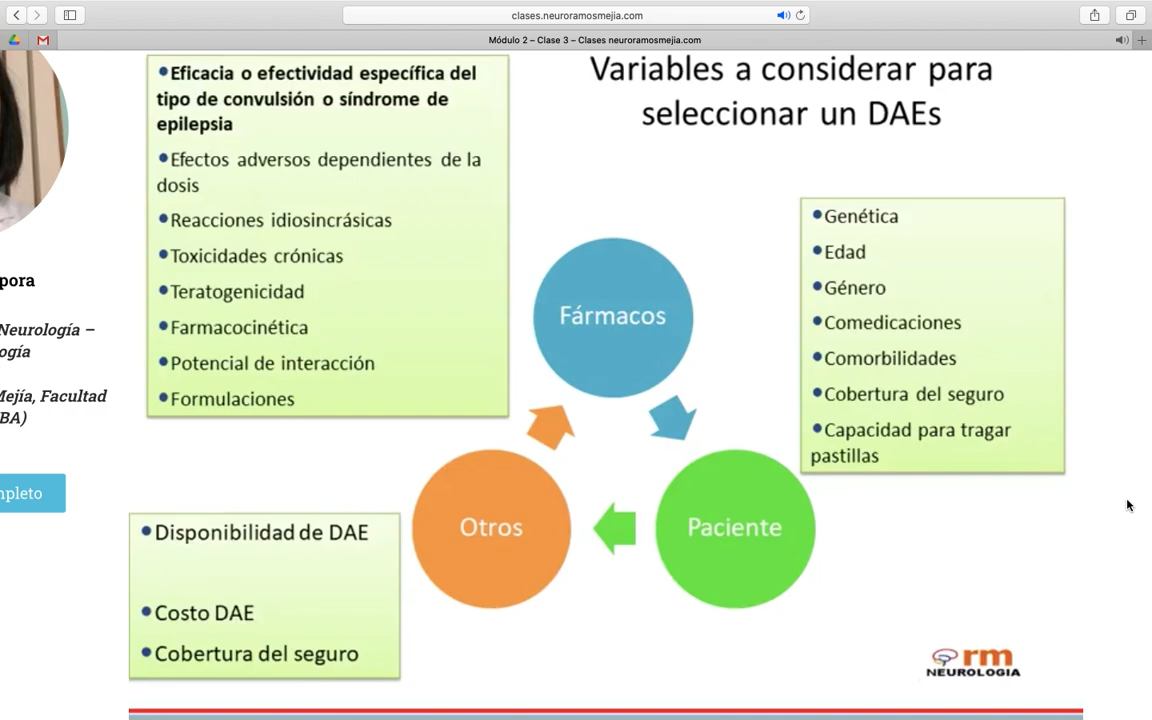 clases.neuroramosmejia.com
Módulo 2 – Clase 3 – Clases neuroramosmejia.com
Variables a considerar para
seleccionar un DAEs
•Eficacia o efectividad específica del
tipo de convulsión o síndrome de
epilepsia
•Efectos adversos dependientes de la
dosis
•Reacciones idiosincrásicas
•Toxicidades crónicas
•Teratogenicidad
•Farmacocinética
•Potencial de interacción
•Formulaciones
•Genética
•Edad
•Género
•Comedicaciones
•Comorbilidades
•Cobertura del seguro
•Capacidad para tragar
pastillas
Fármacos
Otros
Paciente
•Disponibilidad de DAE
•Costo DAE
•Cobertura del seguro
pora
Neurología –
ogía
Mejía, Facultad
BA)
mpleto
rm
NEUROLOGIA